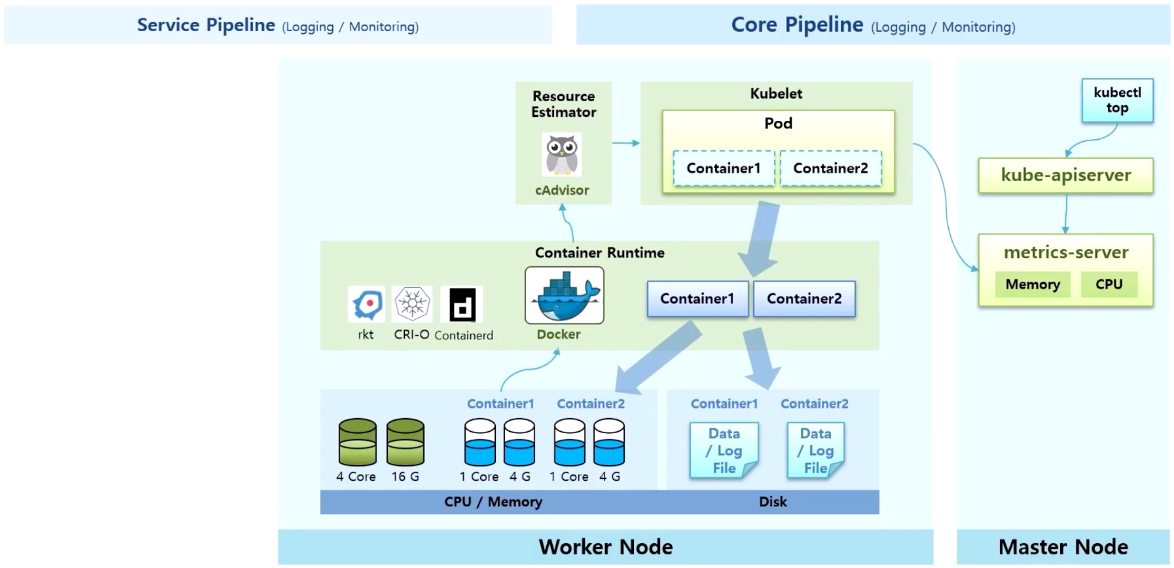 Service Pipeline (Logging / Monitoring)
Core Pipeline (Logging / Monitoring)
Resource
Estimator
cAdvisor
Kubelet
Pod
Container1
Container2
kubectl
top
kube-apiserver
metrics-server
Memory
CPU
Container Runtime
rkt
CRI-O
Containerd
Docker
Container1
Container2
Container1
Container2
4 Core
16 G
1 Core
4 G
1 Core
4 G
CPU / Memory
Container1
Container2
Data
/ Log
File
Data
/ Log
File
Disk
Worker Node
Master Node